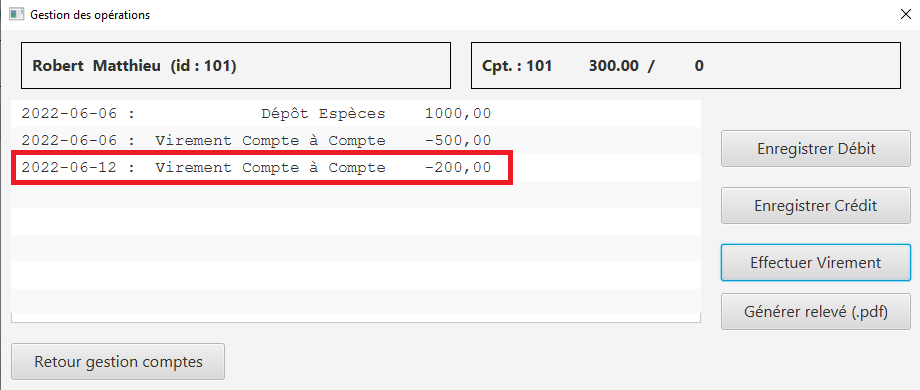 Gestion des opérations
Robert Matthieu (id : 101)
Cpt. : 101 300.00 / 0
2022-06-06 : Dépôt Espèces 1000,00
2022-06-06 : Virement Compte à Compte -500,00
2022-06-12 : Virement Compte à Compte -200,00
Enregistrer Débit
Enregistrer Crédit
Effectuer Virement
Générer relevé (.pdf)
Retour gestion comptes